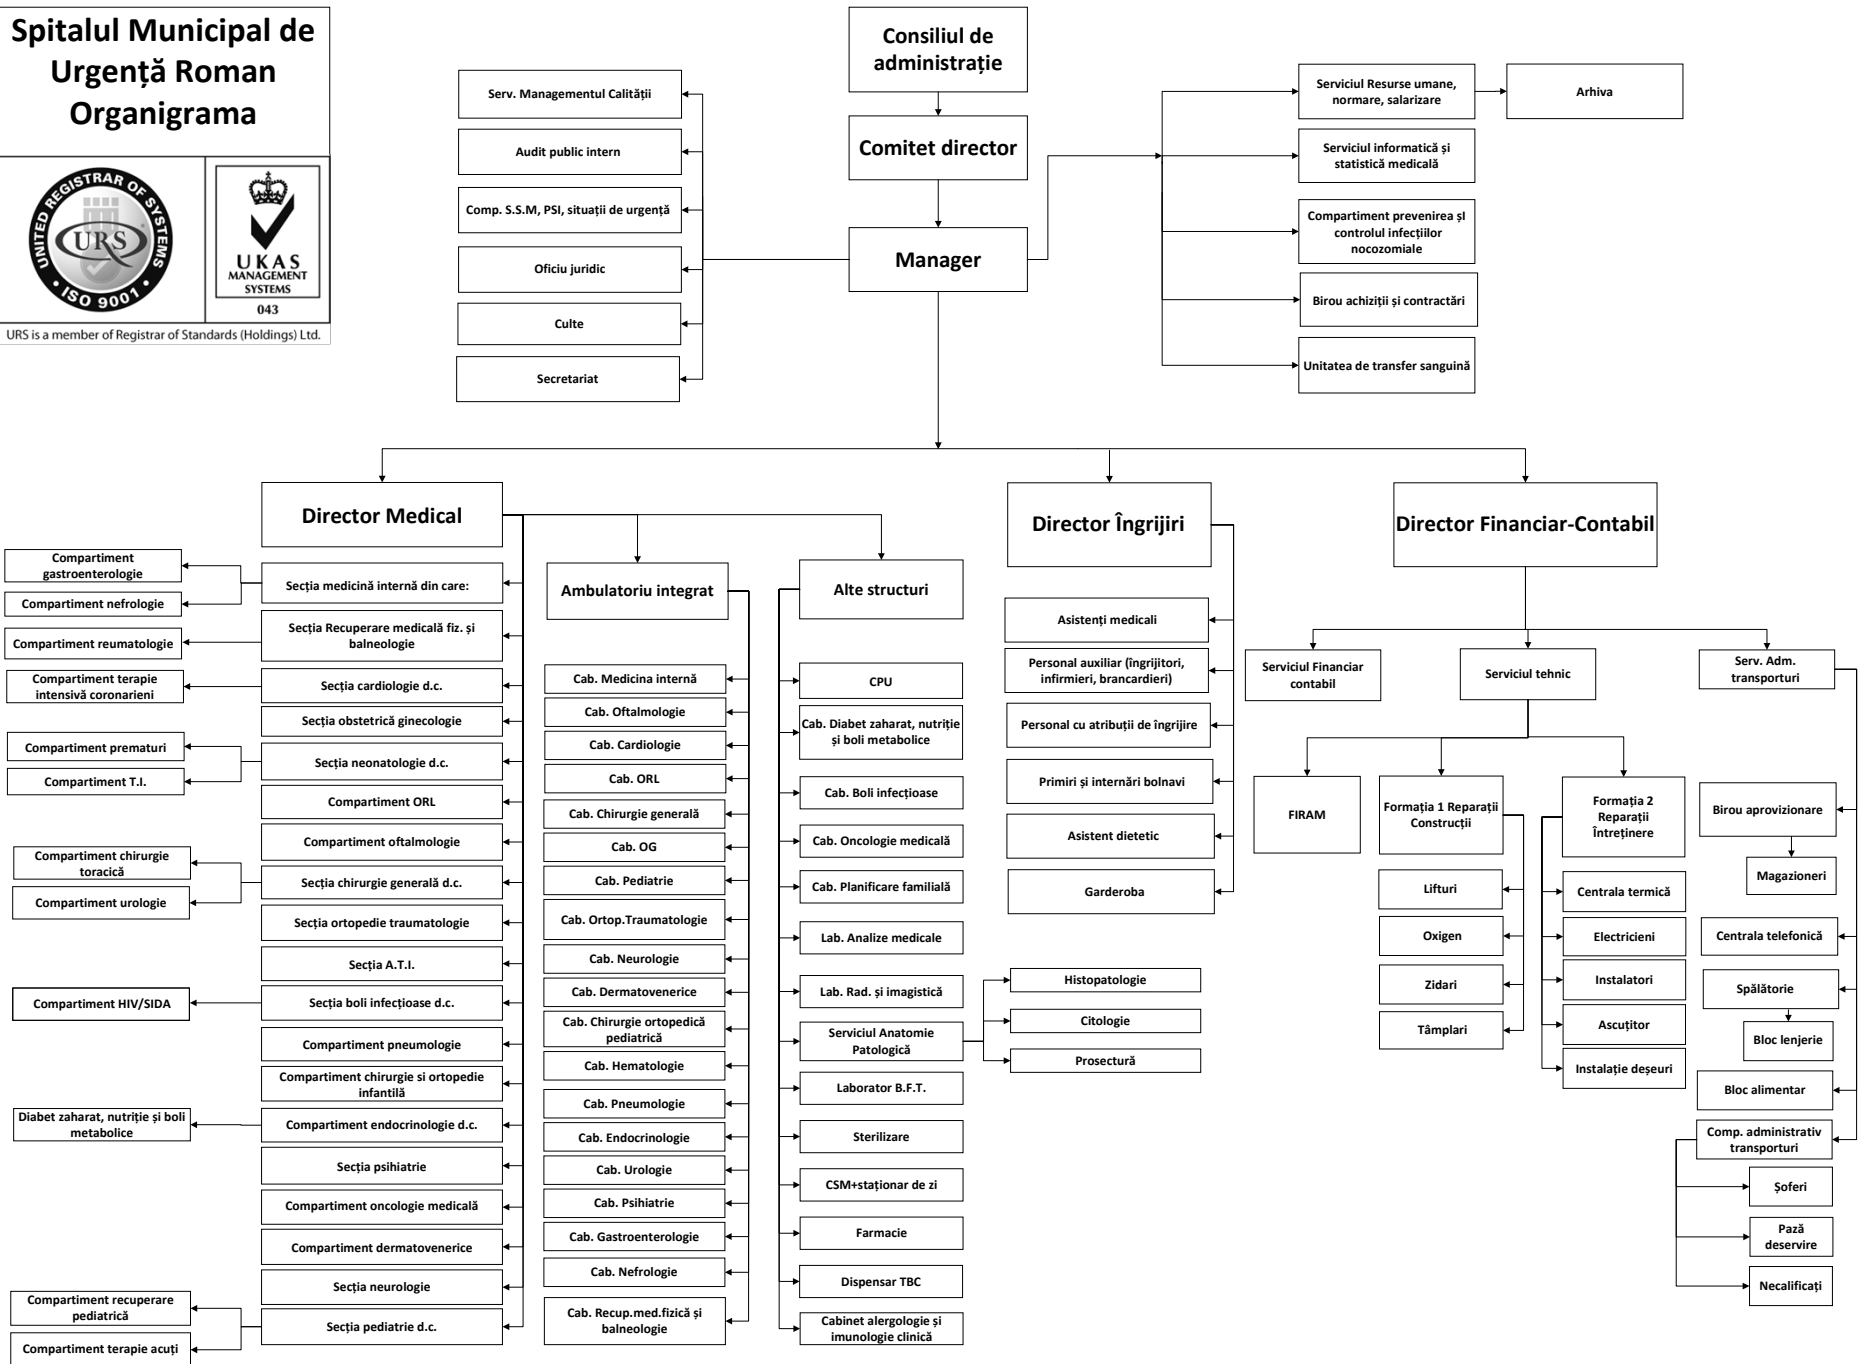 Spitalul Municipal de
Urgență Roman
Organigrama
UNITED REGISTRAR OF SYSTEMS
URS
• ISO 9001 •
UKAS
MANAGEMENT
SYSTEMS
043
URS is a member of Registrar of Standards (Holdings) Ltd.
Consiliul de
administrație
Comitet director
Manager
Serv. Managementul Calității
Audit public intern
Comp. S.S.M, PSI, situații de urgență
Oficiu juridic
Culte
Secretariat
Serviciul Resurse umane,
normare, salarizare
Arhiva
Serviciul informatică și
statistică medicală
Compartiment prevenirea șI
controlul infecțiilor
nocozomiale
Birou achiziții și contractări
Unitatea de transfer sanguină
Director Medical
Director Îngrijiri
Director Financiar-Contabil
Compartiment
gastroenterologie
Compartiment nefrologie
Compartiment reumatologie
Compartiment terapie
intensivă coronarieni
Compartiment prematuri
Compartiment T.I.
Compartiment chirurgie
toracică
Compartiment urologie
Compartiment HIV/SIDA
Diabet zaharat, nutriție și boli
metabolice
Compartiment recuperare
pediatrică
Compartiment terapie acuți
Secția medicină internă din care:
Secția Recuperare medicală fiz. și
balneologie
Secția cardiologie d.c.
Secția obstetrică ginecologie
Secția neonatologie d.c.
Compartiment ORL
Compartiment oftalmologie
Secția chirurgie generală d.c.
Secția ortopedie traumatologie
Secția A.T.I.
Secția boli infecțioase d.c.
Compartiment pneumologie
Compartiment chirurgie si ortopedie
infantilă
Compartiment endocrinologie d.c.
Secția psihiatrie
Compartiment oncologie medicală
Compartiment dermatovenerice
Secția neurologie
Secția pediatrie d.c.
Ambulatoriu integrat
Cab. Medicina internă
Cab. Oftalmologie
Cab. Cardiologie
Cab. ORL
Cab. Chirurgie generală
Cab. OG
Cab. Pediatrie
Cab. Ortop.Traumatologie
Cab. Neurologie
Cab. Dermatovenerice
Cab. Chirurgie ortopedică
pediatrică
Cab. Hematologie
Cab. Pneumologie
Cab. Endocrinologie
Cab. Urologie
Cab. Psihiatrie
Cab. Gastroenterologie
Cab. Nefrologie
Cab. Recup.med.fizică și
balneologie
Alte structuri
CPU
Cab. Diabet zaharat, nutriție
și boli metabolice
Cab. Boli infecțioase
Cab. Oncologie medicală
Cab. Planificare familială
Lab. Analize medicale
Lab. Rad. și imagistică
Serviciul Anatomie
Patologică
Laborator B.F.T.
Sterilizare
CSM+staționar de zi
Farmacie
Dispensar TBC
Cabinet alergologie și
imunologie clinică
Histopatologie
Citologie
Prosectură
Asistenți medicali
Personal auxiliar (îngrijitori,
infirmieri, brancardieri)
Personal cu atribuții de îngrijire
Primiri și internări bolnavi
Asistent dietetic
Garderoba
Serviciul Financiar
contabil
Serviciul tehnic
Serv. Adm.
transporturi
FIRAM
Formația 1 Reparații
Construcții
Lifturi
Oxigen
Zidari
Tâmplari
Formația 2
Reparații
Întreținere
Centrala termică
Electricieni
Instalatori
Ascuțitor
Instalație deșeuri
Birou aprovizionare
Magazioneri
Centrala telefonică
Spălătorie
Bloc lenjerie
Bloc alimentar
Comp. administrativ
transporturi
Șoferi
Pază
deservire
Necalificați